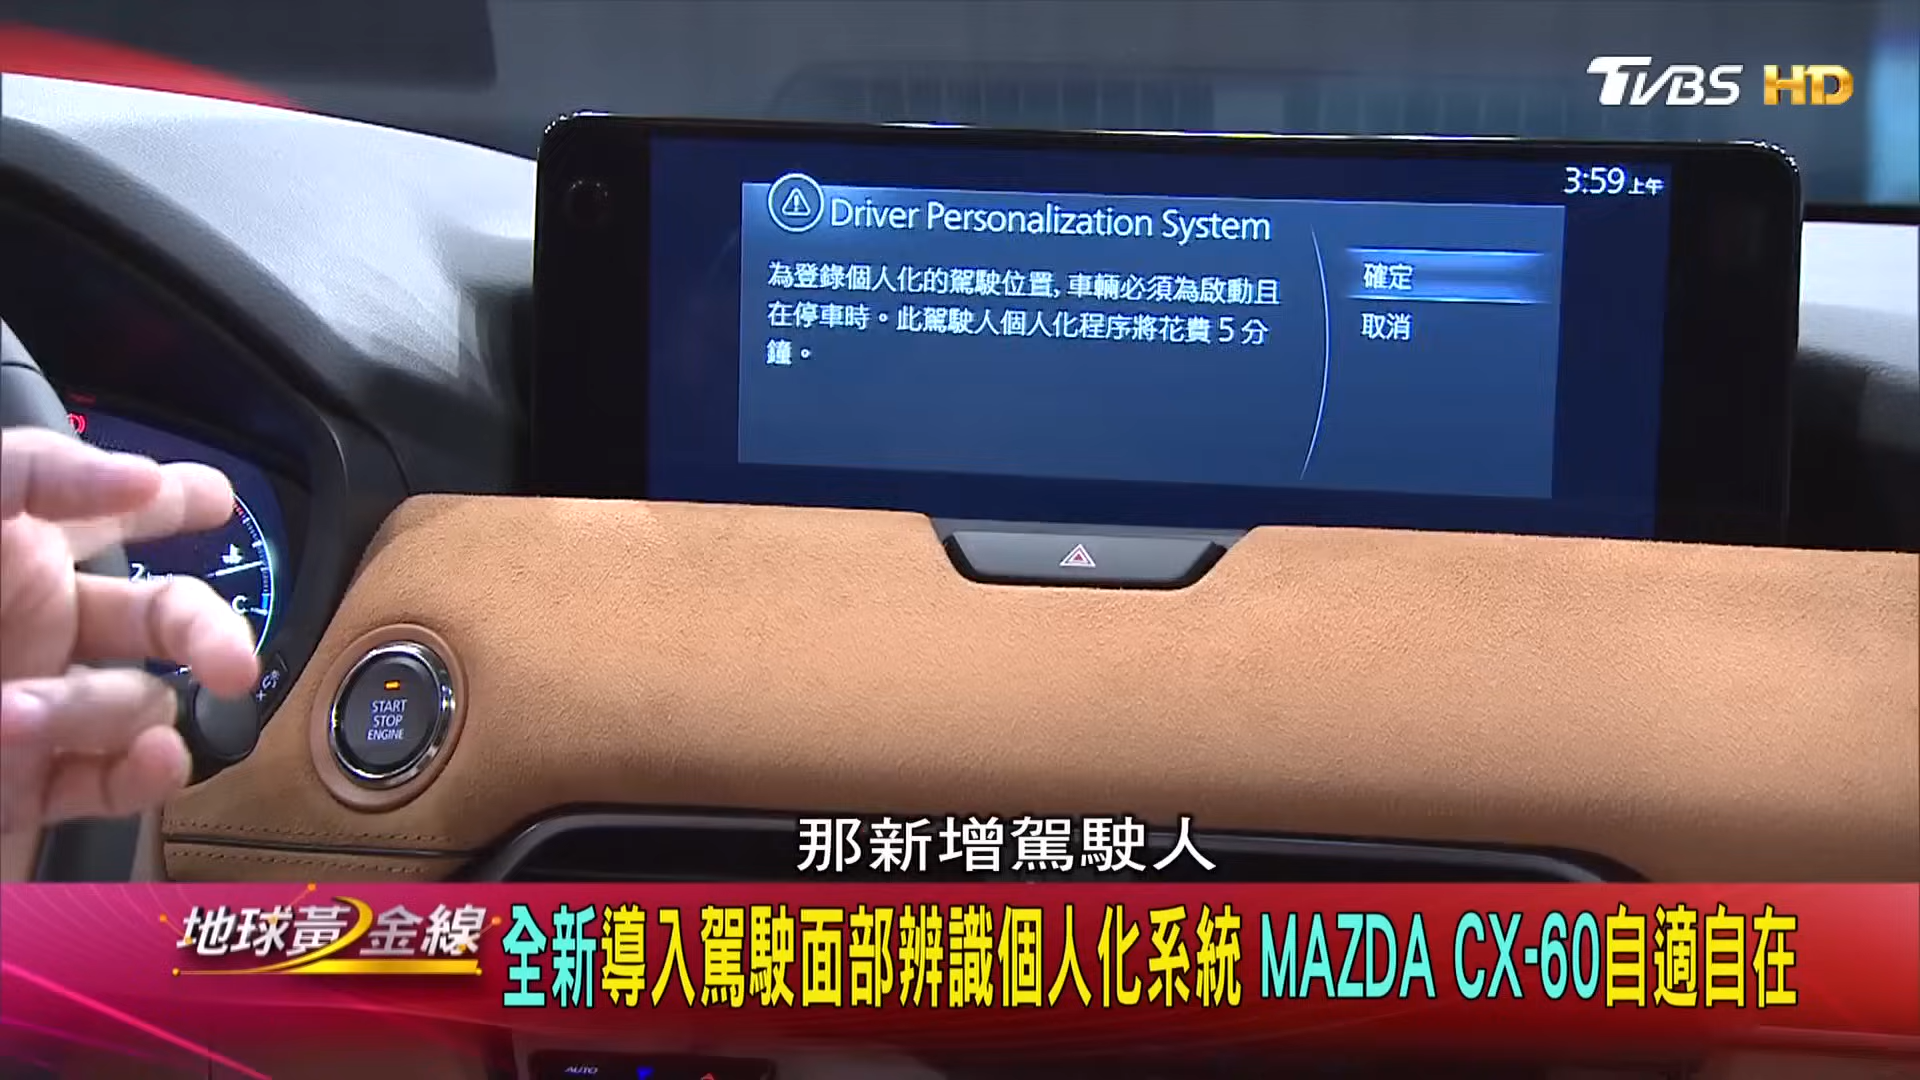 TVBS HD
3:59上午
Driver Personalization System
為登錄個人化的駕駛位置, 車輛必須為啟動且
在停車時。此駕駛人個人化程序將花費 5 分
鐘。
確定
取消
C
START
STOP
ENGINE
那新增駕駛人
地球黃金線
全新導入駕駛面部辨識個人化系統 MAZDA CX-60自適自在
AUTO